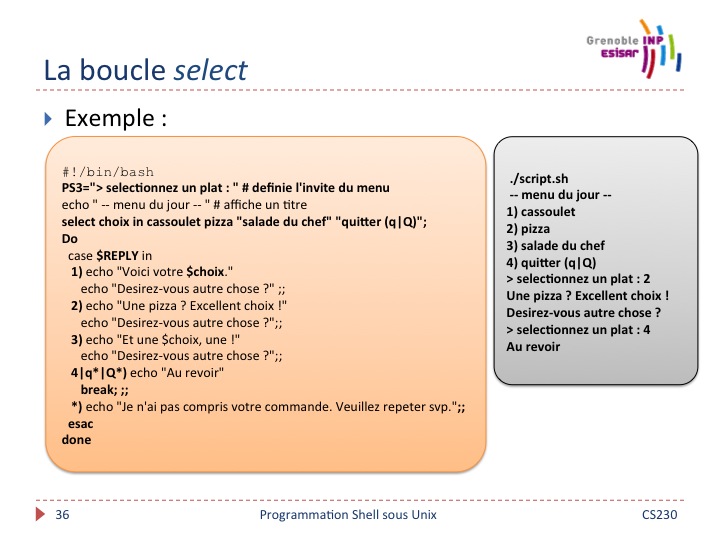 Grenoble INP
ESISAR
La boucle select
Exemple :
#!/bin/bash
PS3="> selectionnez un plat : " # definie l'invite du menu
echo " -- menu du jour -- " # affiche un titre
select choix in cassoulet pizza "salade du chef" "quitter (q|Q)";
Do
case $REPLY in
1) echo "Voici votre $choix."
echo "Desirez-vous autre chose ?" ;;
2) echo "Une pizza ? Excellent choix !"
echo "Desirez-vous autre chose ?";;
3) echo "Et une $choix, une !"
echo "Desirez-vous autre chose ?";;
4|q*|Q*) echo "Au revoir"
break; ;;
*) echo "Je n'ai pas compris votre commande. Veuillez repeter svp.";;
esac
done
./script.sh
-- menu du jour --
1) cassoulet
2) pizza
3) salade du chef
4) quitter (q|Q)
> selectionnez un plat : 2
Une pizza ? Excellent choix !
Desirez-vous autre chose ?
> selectionnez un plat : 4
Au revoir
36 Programmation Shell sous Unix CS230